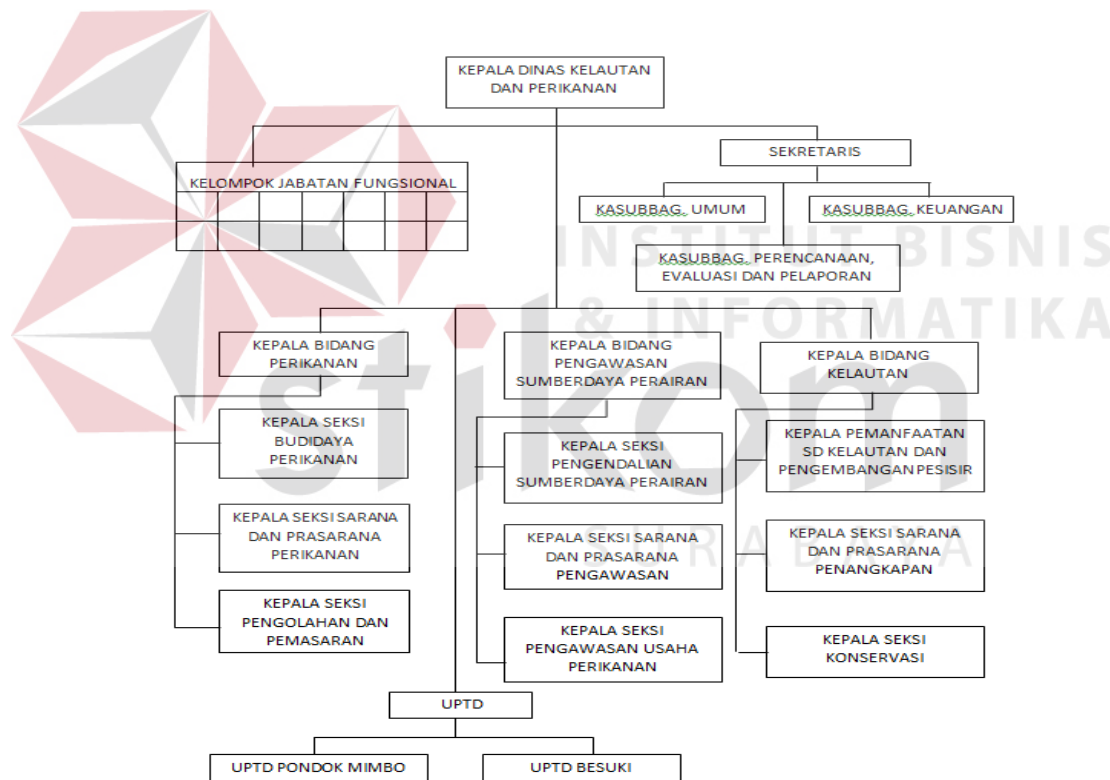 KEPALA DINAS KELAUTAN
DAN PERIKANAN
SEKRETARIS
KELOMPOK JABATAN FUNGSIONAL
KASUBBAG. UMUM
KASUBBAG. KEUANGAN
KASUBBAG. PERENCANAAN,
EVALUASI DAN PELAPORAN
INSTITUT BISNIS
& INFORMATIKA
stikom
SURABAYA
KEPALA BIDANG
PERIKANAN
KEPALA SEKSI
BUDIDAYA
PERIKANAN
KEPALA SEKSI SARANA
DAN PRASARANA
PERIKANAN
KEPALA SEKSI
PENGOLAHAN DAN
PEMASARAN
KEPALA BIDANG
PENGAWASAN
SUMBERDAYA PERAIRAN
KEPALA SEKSI
PENGENDALIAN
SUMBERDAYA PERAIRAN
KEPALA SEKSI SARANA
DAN PRASARANA
PENGAWASAN
KEPALA SEKSI
PENGAWASAN USAHA
PERIKANAN
KEPALA BIDANG
KELAUTAN
KEPALA PEMANFAATAN
SD KELAUTAN DAN
PENGEMBANGAN PESISIR
KEPALA SEKSI SARANA
DAN PRASARANA
PENANGKAPAN
KEPALA SEKSI
KONSERVASI
UPTD
UPTD PONDOK MIMBO
UPTD BESUKI